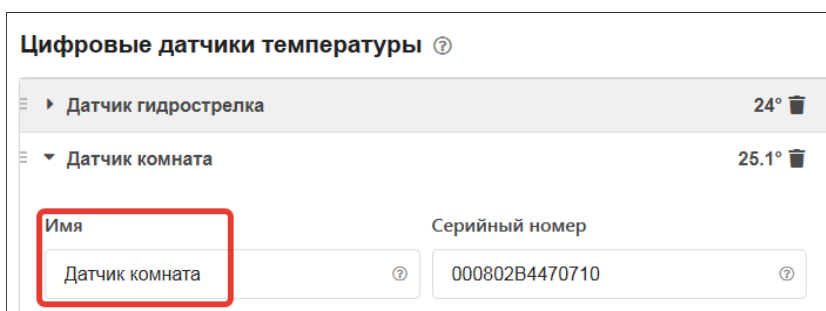 Цифровые датчики температуры
Датчик гидрострелка 24°
Датчик комната 25.1°
Имя Серийный номер
Датчик комната 000802B4470710